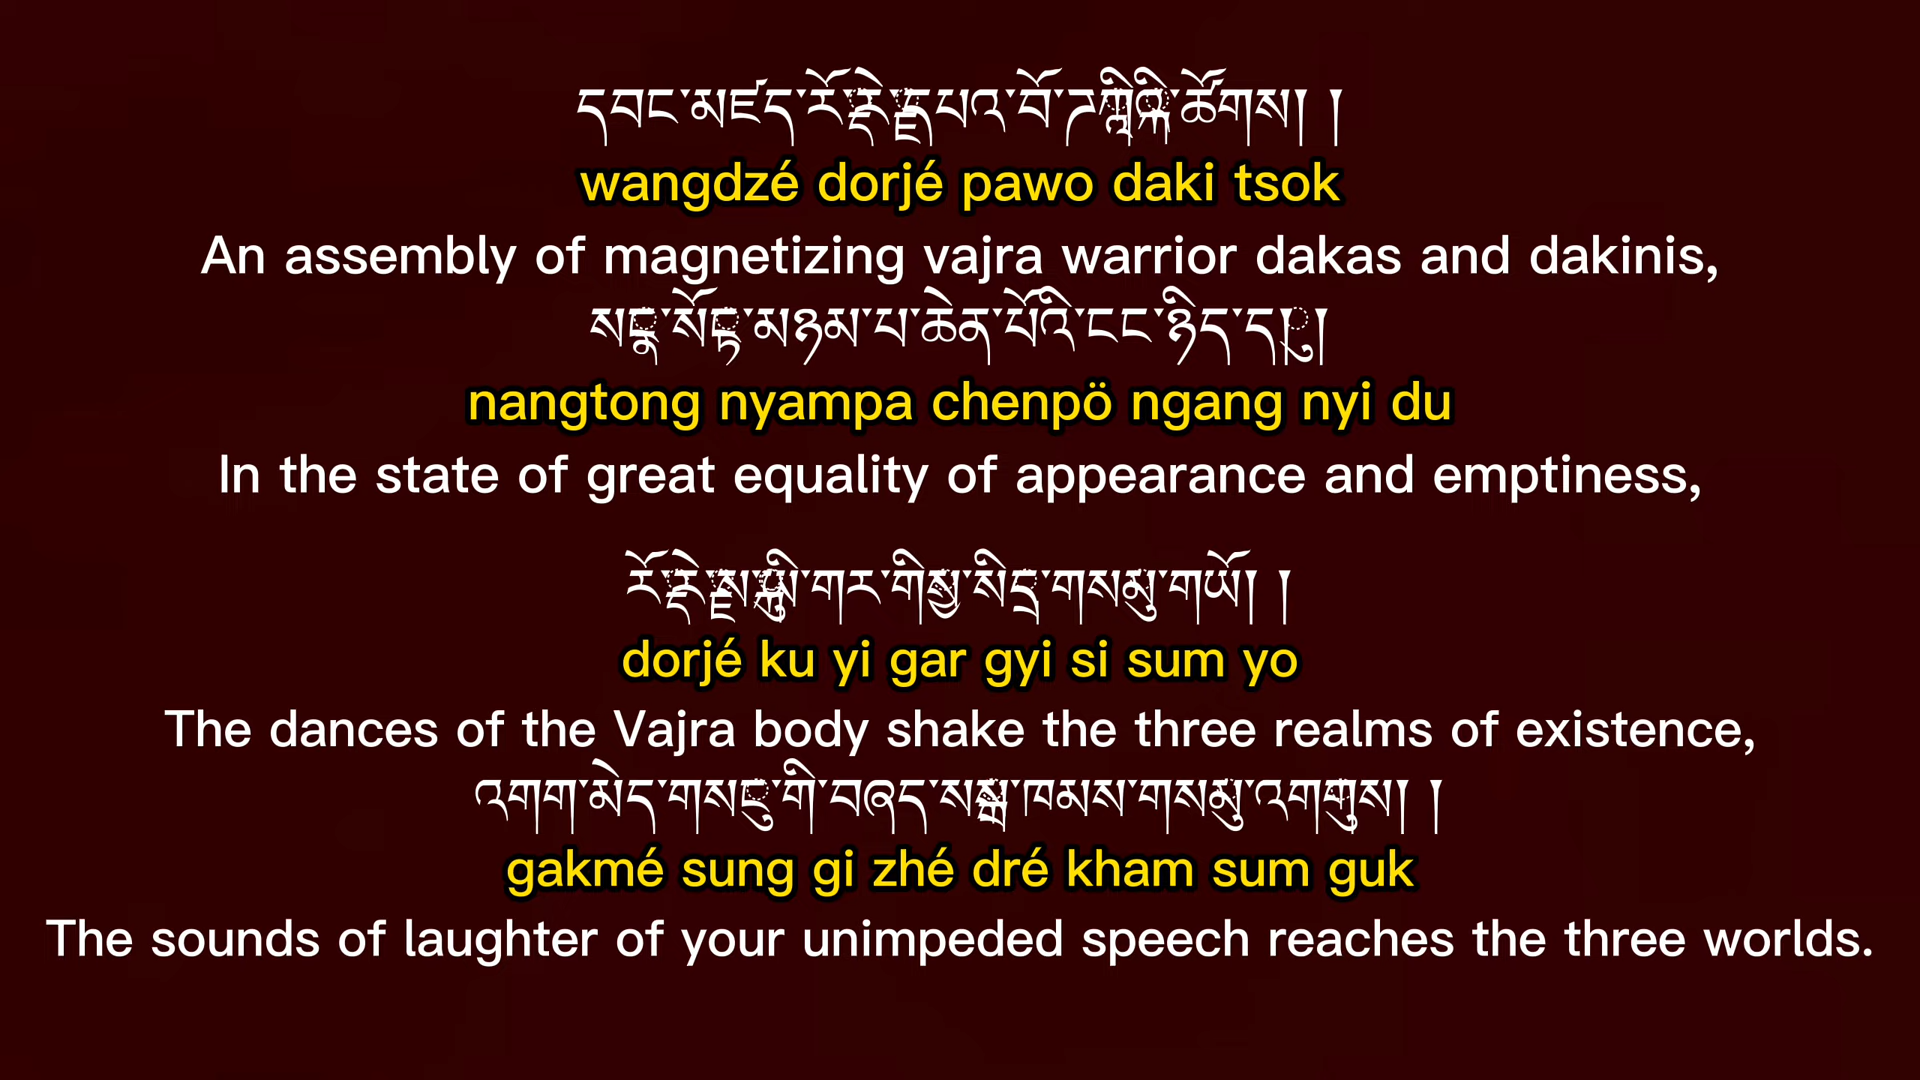 དབང་མཛད་རྡོ་རྗེ་དཔའ་བོ་ཌཱཀྐིའི་ཚོགས། །
wangdzé dorjé pawo daki tsok
An assembly of magnetizing vajra warrior dakas and dakinis,
སྣང་སྟོང་མཉམ་པ་ཆེན་པོའི་ངང་ཉིད་དུ། །
nangtong nyampa chenpö ngang nyi du
In the state of great equality of appearance and emptiness,
རྡོ་རྗེ་སྐུ་ཡི་གར་གྱིས་སྲིད་གསུམ་གཡོ། །
dorjé ku yi gar gyi si sum yo
The dances of the Vajra body shake the three realms of existence,
འགག་མེད་གསུང་གི་བཞད་སྒྲས་ཁམས་གསུམ་འགུགས། །
gakmé sung gi zhé dré kham sum guk
The sounds of laughter of your unimpeded speech reaches the three worlds.